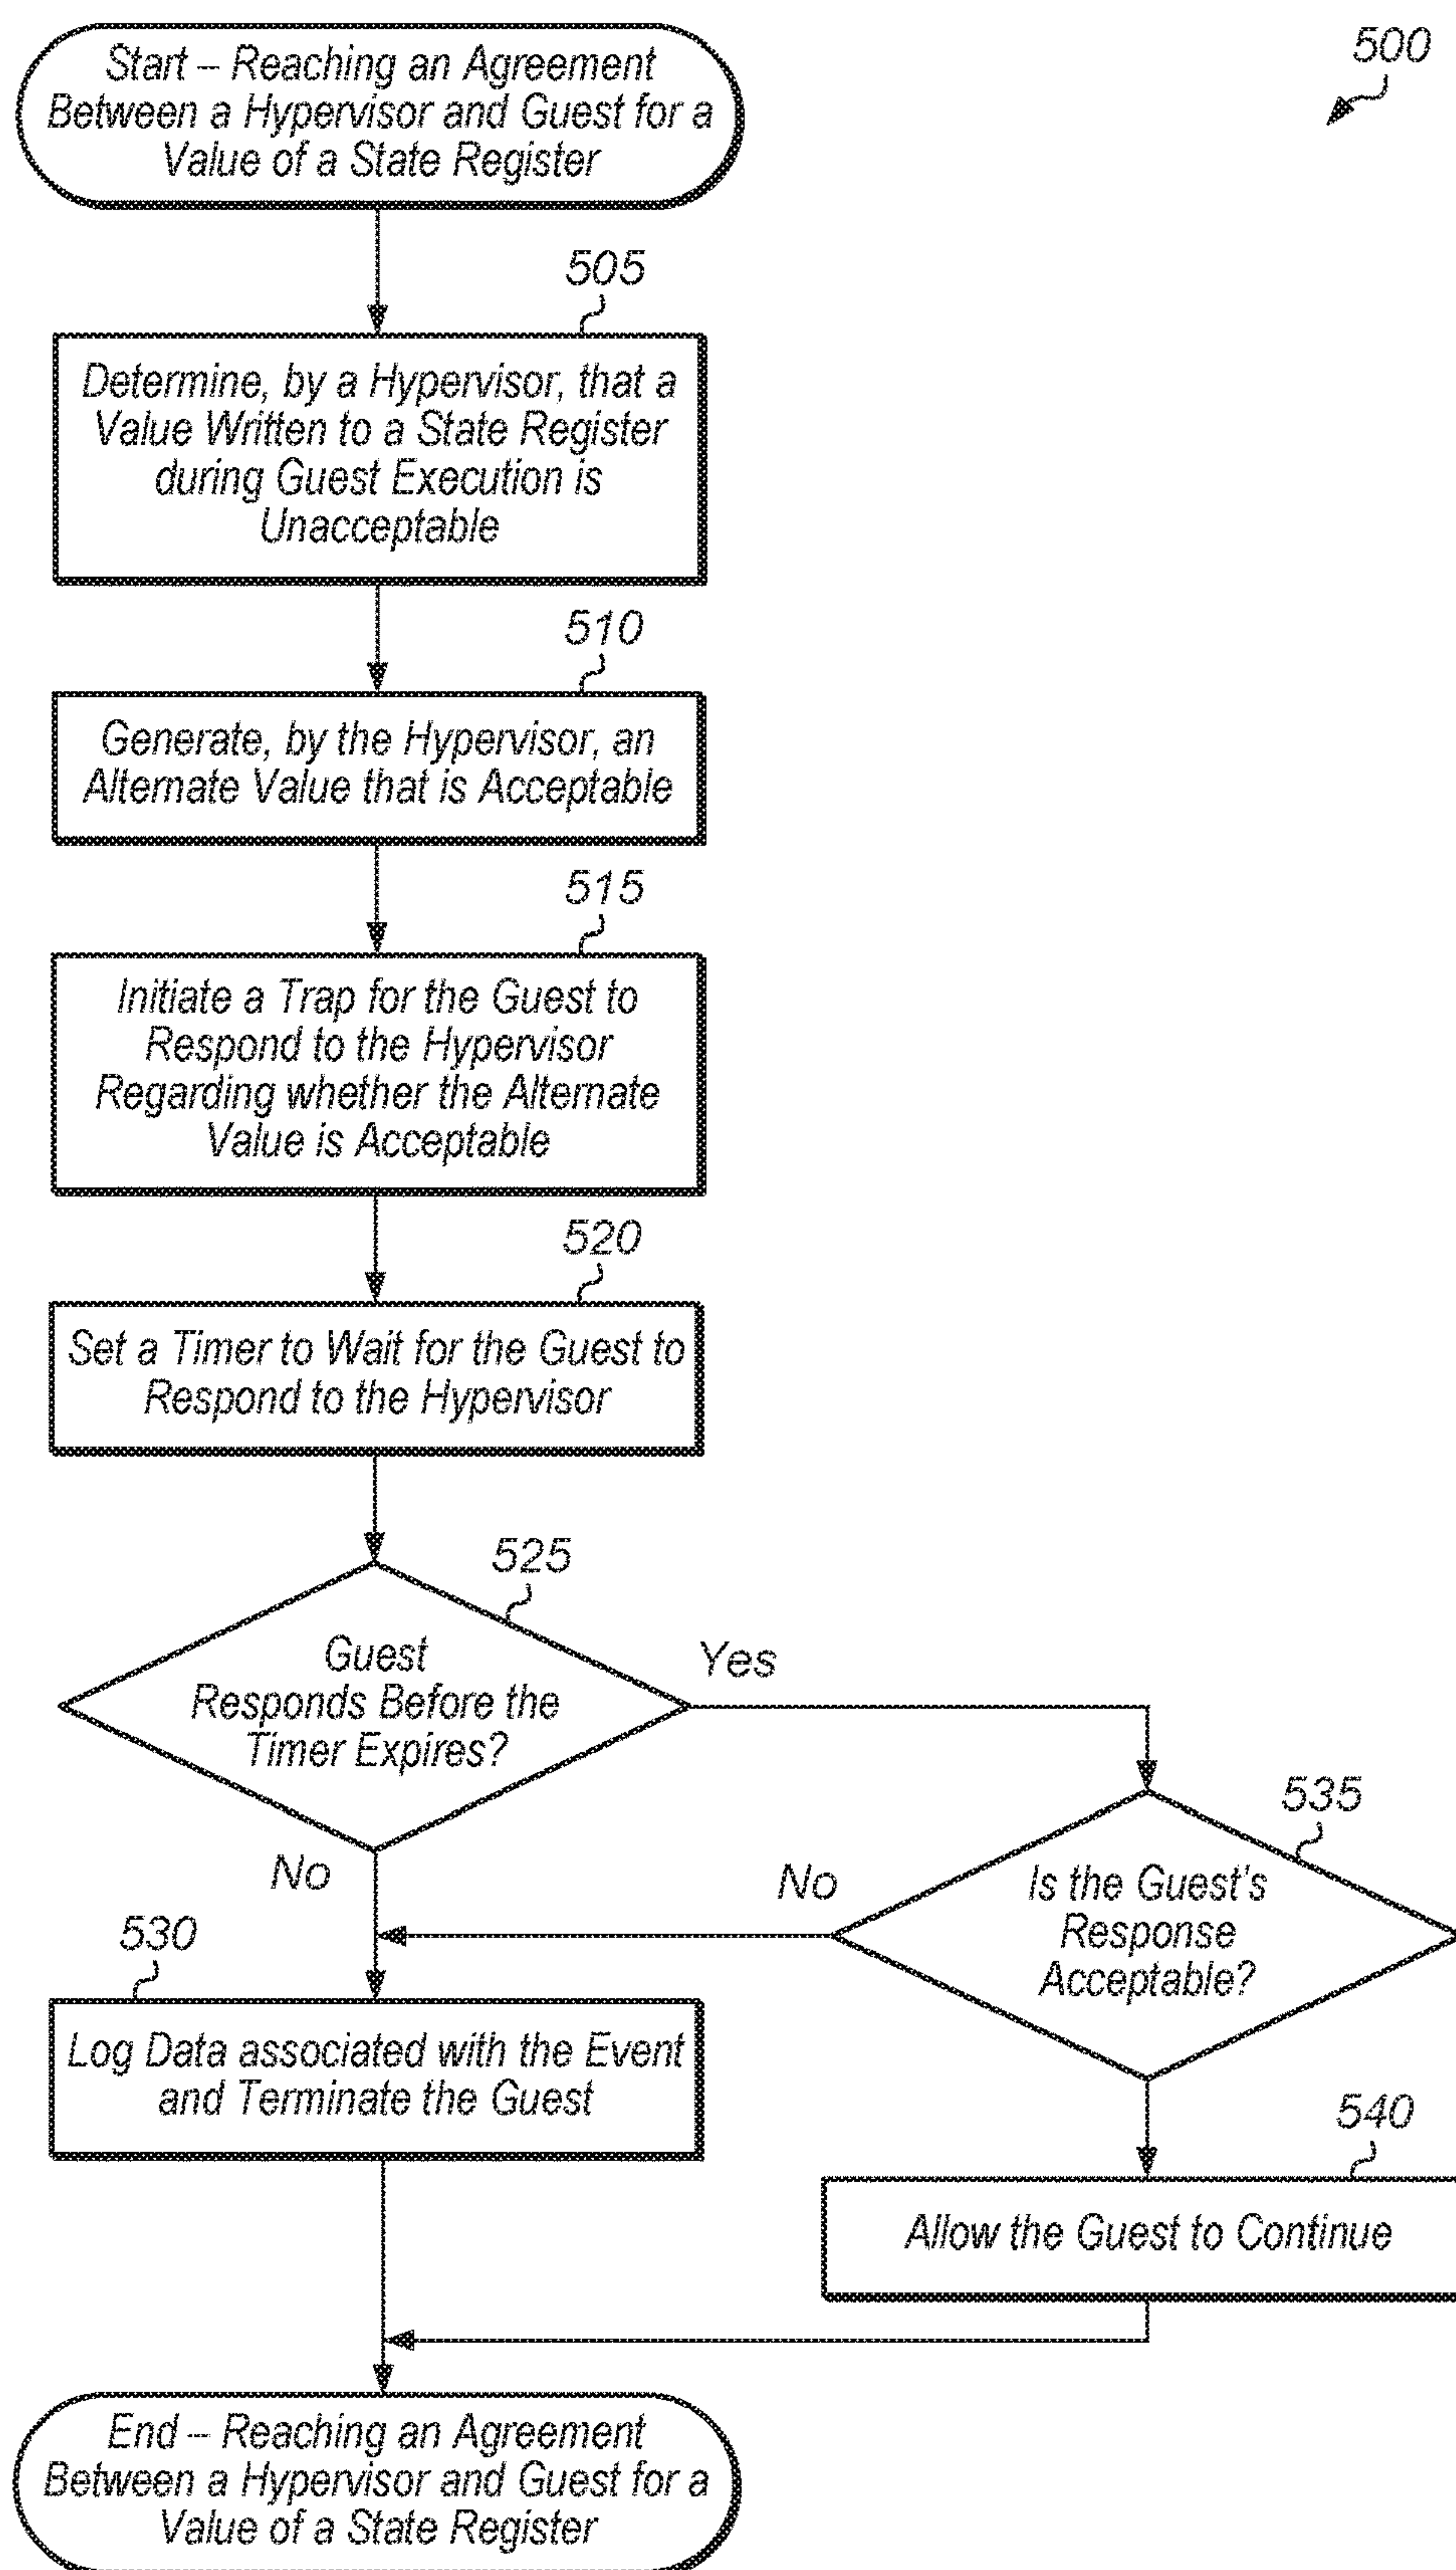 500
Start – Reaching an Agreement
Between a Hypervisor and Guest for a
Value of a State Register
505
Determine, by a Hypervisor, that a
Value Written to a State Register
during Guest Execution is
Unacceptable
510
Generate, by the Hypervisor, an
Alternate Value that is Acceptable
515
Initiate a Trap for the Guest to
Respond to the Hypervisor
Regarding whether the Alternate
Value is Acceptable
520
Set a Timer to Wait for the Guest to
Respond to the Hypervisor
525
Guest
Responds Before the
Timer Expires?
Yes
No
535
Is the Guest's
Response
Acceptable?
No
530
Log Data associated with the Event
and Terminate the Guest
540
Allow the Guest to Continue
End – Reaching an Agreement
Between a Hypervisor and Guest for a
Value of a State Register